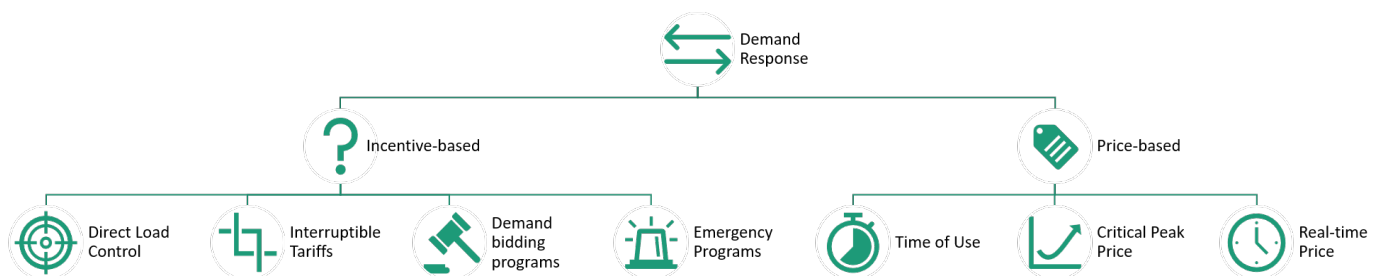 Demand
Response
Incentive-based
Price-based
Direct Load
Control
Interruptible
Tariffs
Demand
bidding
programs
Emergency
Programs
Time of Use
Critical Peak
Price
Real-time
Price